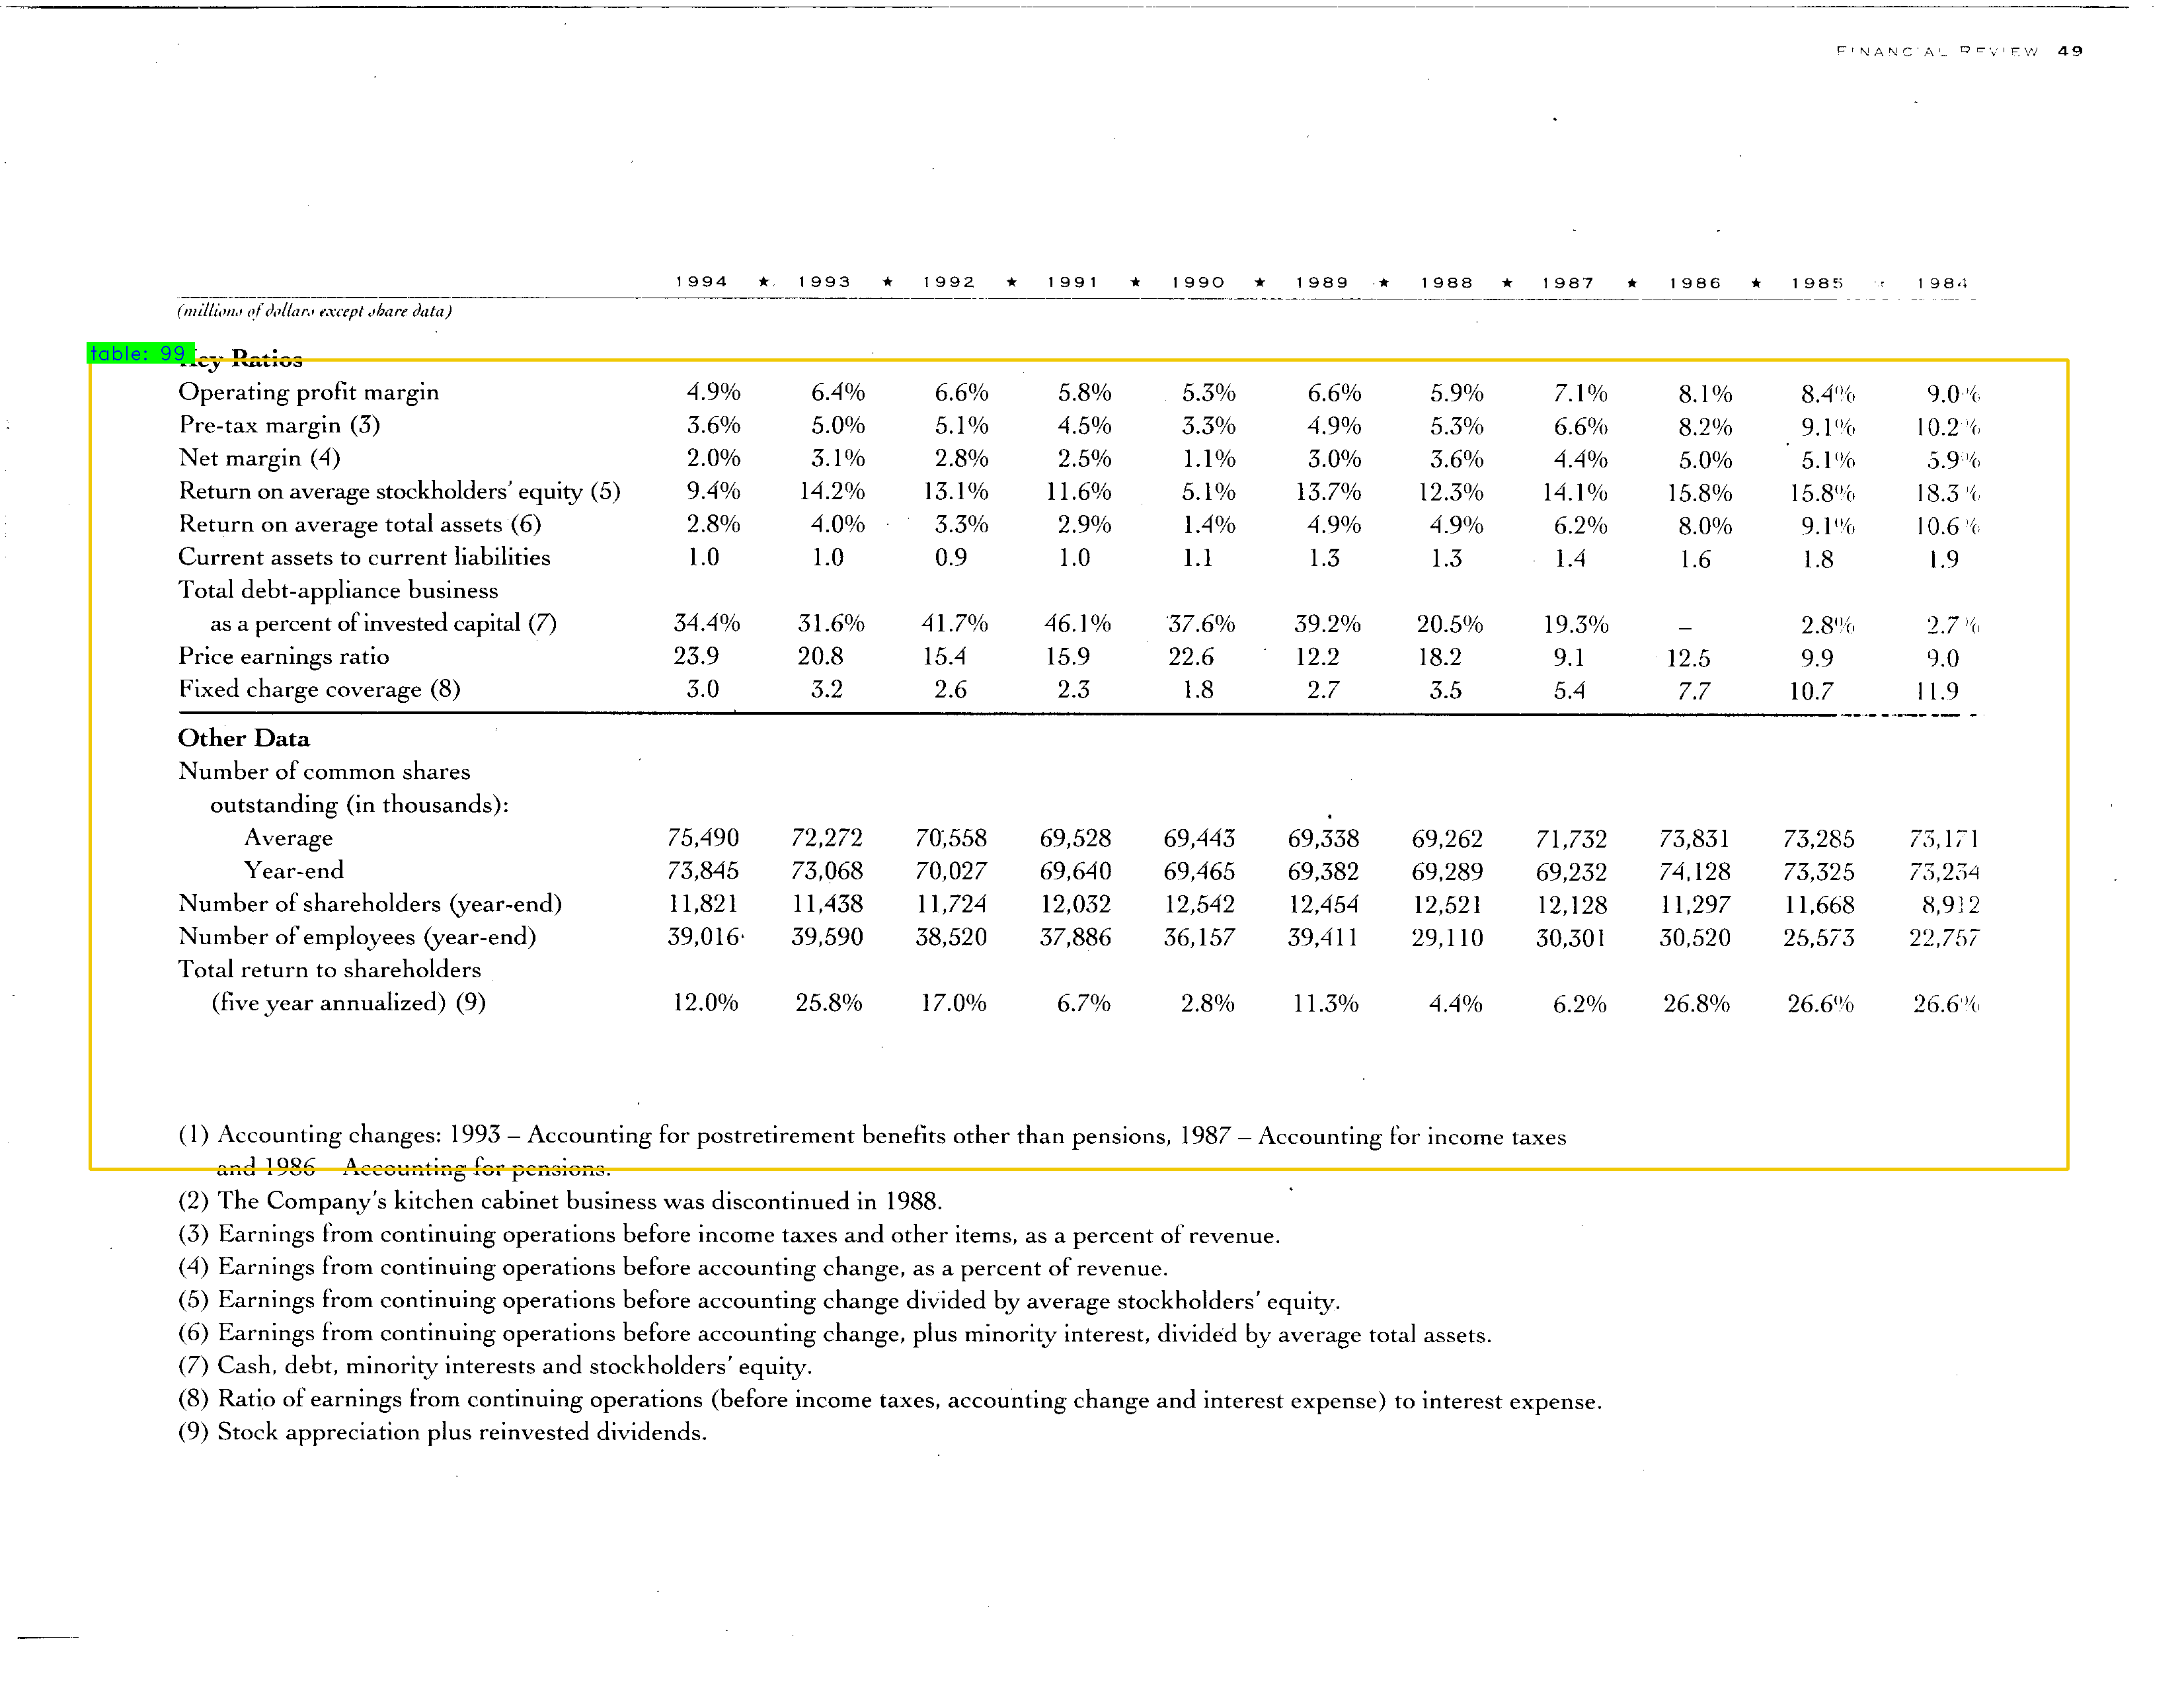 FINANCIAL REVIEW 49
1994 ★ 1993 ★ 1992 ★ 1991 ★ 1990 ★ 1989 ★ 1988 ★ 1987 ★ 1986 ★ 1985 1984
(millions of dollars except share data)
table: 99
Key Ratios
Operating profit margin 4.9% 6.4% 6.6% 5.8% 5.3% 6.6% 5.9% 7.1% 8.1% 8.4% 9.0%
Pre-tax margin (3) 3.6% 5.0% 5.1% 4.5% 3.3% 4.9% 5.3% 6.6% 8.2% 9.1% 10.2%
Net margin (4) 2.0% 3.1% 2.8% 2.5% 1.1% 3.0% 3.6% 4.4% 5.0% 5.1% 5.9%
Return on average stockholders' equity (5) 9.4% 14.2% 13.1% 11.6% 5.1% 13.7% 12.3% 14.1% 15.8% 15.8% 18.3%
Return on average total assets (6) 2.8% 4.0% 3.3% 2.9% 1.4% 4.9% 4.9% 6.2% 8.0% 9.1% 10.6%
Current assets to current liabilities 1.0 1.0 0.9 1.0 1.1 1.3 1.3 1.4 1.6 1.8 1.9
Total debt-appliance business
as a percent of invested capital (7) 34.4% 31.6% 41.7% 46.1% 37.6% 39.2% 20.5% 19.3% – 2.8% 2.7%
Price earnings ratio 23.9 20.8 15.4 15.9 22.6 12.2 18.2 9.1 12.5 9.9 9.0
Fixed charge coverage (8) 3.0 3.2 2.6 2.3 1.8 2.7 3.5 5.4 7.7 10.7 11.9
Other Data
Number of common shares
outstanding (in thousands):
Average 75,490 72,272 70,558 69,528 69,443 69,338 69,262 71,732 73,831 73,285 73,171
Year-end 73,845 73,068 70,027 69,640 69,465 69,382 69,289 69,232 74,128 73,325 73,234
Number of shareholders (year-end) 11,821 11,438 11,724 12,032 12,542 12,454 12,521 12,128 11,297 11,668 8,912
Number of employees (year-end) 39,016 39,590 38,520 37,886 36,157 39,411 29,110 30,301 30,520 25,573 22,757
Total return to shareholders
(five year annualized) (9) 12.0% 25.8% 17.0% 6.7% 2.8% 11.3% 4.4% 6.2% 26.8% 26.6% 26.6%
(1) Accounting changes: 1993 – Accounting for postretirement benefits other than pensions, 1987 – Accounting for income taxes
and 1986 – Accounting for pensions.
(2) The Company's kitchen cabinet business was discontinued in 1988.
(3) Earnings from continuing operations before income taxes and other items, as a percent of revenue.
(4) Earnings from continuing operations before accounting change, as a percent of revenue.
(5) Earnings from continuing operations before accounting change divided by average stockholders' equity.
(6) Earnings from continuing operations before accounting change, plus minority interest, divided by average total assets.
(7) Cash, debt, minority interests and stockholders' equity.
(8) Ratio of earnings from continuing operations (before income taxes, accounting change and interest expense) to interest expense.
(9) Stock appreciation plus reinvested dividends.